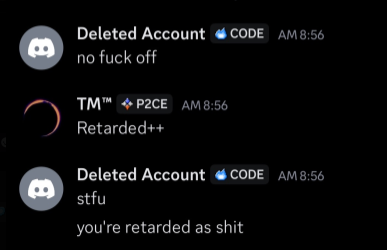 Deleted Account CODE AM 8:56
no fuck off
TM™ P2CE AM 8:56
Retarded++
Deleted Account CODE AM 8:56
stfu
you're retarded as shit